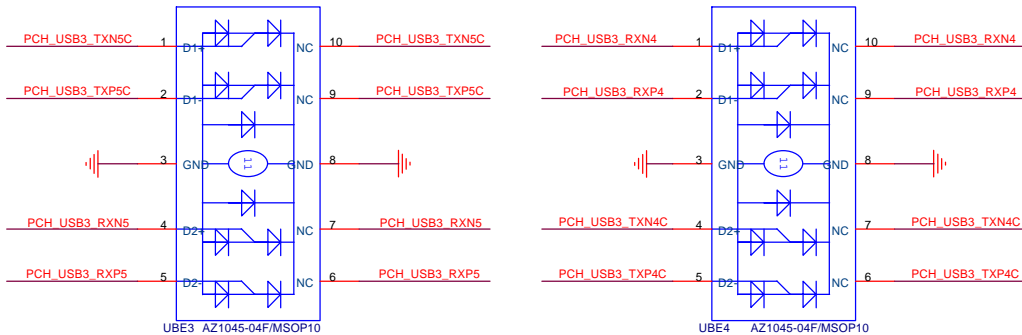 PCH_USB3_TXN5C 1 D1+ NC 10 PCH_USB3_TXN5C
PCH_USB3_TXP5C 2 D1- NC 9 PCH_USB3_TXP5C
3 GND 11 GND 8
PCH_USB3_RXN5 4 D2+ NC 7 PCH_USB3_RXN5
PCH_USB3_RXP5 5 D2- NC 6 PCH_USB3_RXP5
UBE3 AZ1045-04F/MSOP10
PCH_USB3_RXN4 1 D1+ NC 10 PCH_USB3_RXN4
PCH_USB3_RXP4 2 D1- NC 9 PCH_USB3_RXP4
3 GND 11 GND 8
PCH_USB3_TXN4C 4 D2+ NC 7 PCH_USB3_TXN4C
PCH_USB3_TXP4C 5 D2- NC 6 PCH_USB3_TXP4C
UBE4 AZ1045-04F/MSOP10